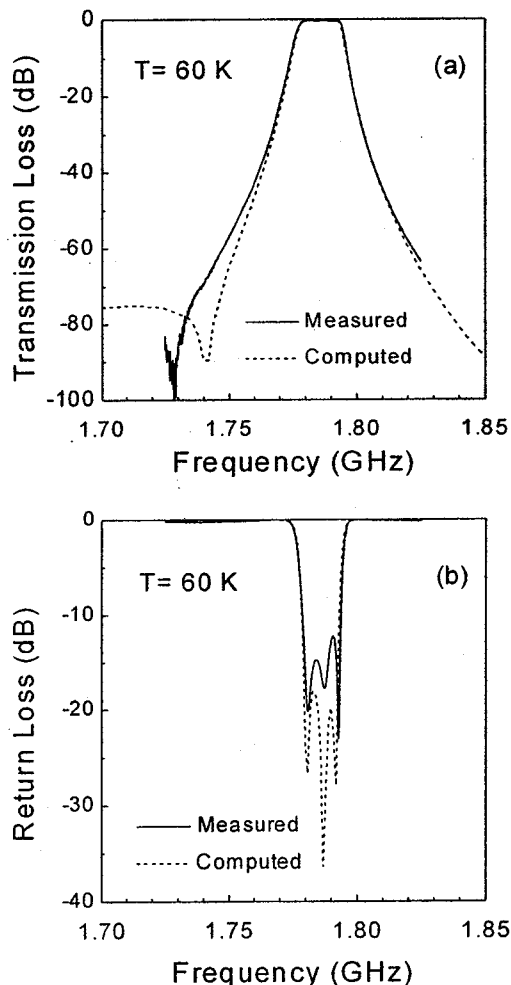 0
-20
-40
-60
-80
-100
T= 60 K
(a)
Measured
Computed
1.70
1.75
1.80
1.85
Transmission Loss (dB)
Frequency (GHz)
0
-10
-20
-30
-40
T= 60 K
(b)
Measured
Computed
1.70
1.75
1.80
1.85
Return Loss (dB)
Frequency (GHz)